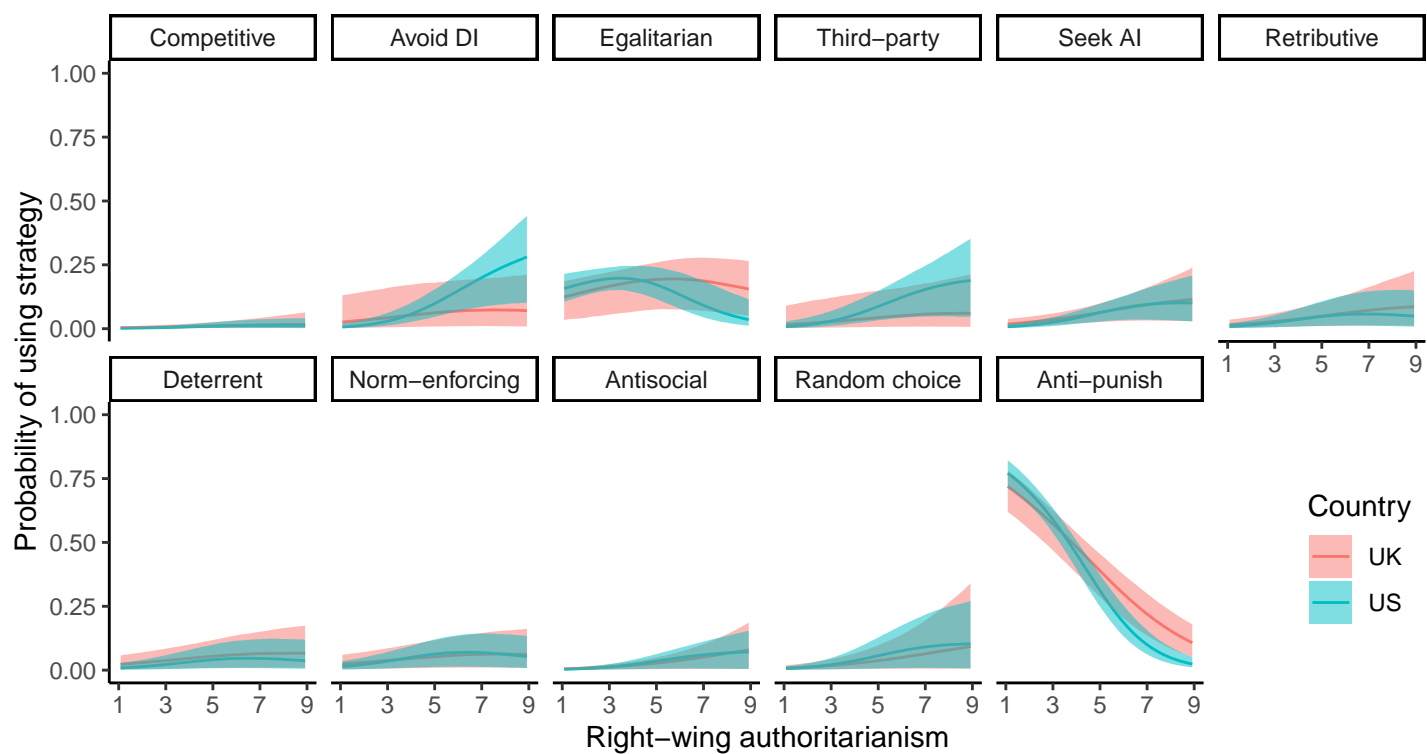 Competitive Avoid DI Egalitarian Third−party Seek AI Retributive
1.00
0.75
0.50
0.25
0.00
1 3 5 7 9
Deterrent Norm−enforcing Antisocial Random choice Anti−punish
1.00
0.75
0.50
0.25
0.00
1 3 5 7 9 1 3 5 7 9 1 3 5 7 9 1 3 5 7 9 1 3 5 7 9
Right−wing authoritarianism
Probability of using strategy
Country
UK
US